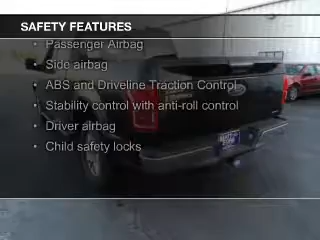 SAFETY FEATURES
• Passenger Airbag
• Side airbag
• ABS and Driveline Traction Control
• Stability control with anti-roll control
• Driver airbag
• Child safety locks